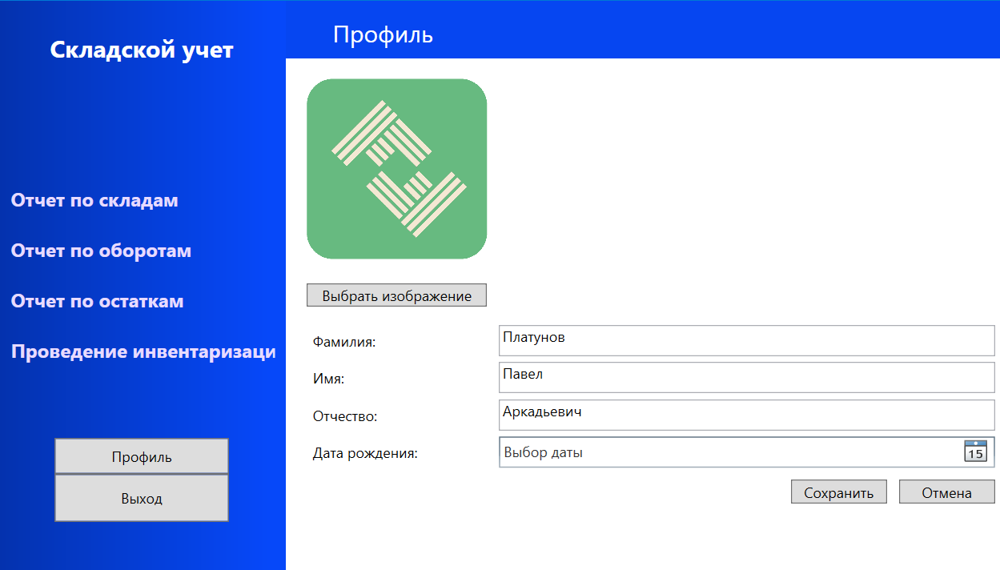 Складской учет
Профиль
Отчет по складам
Отчет по оборотам
Отчет по остаткам
Проведение инвентаризаци
Профиль
Выход
Выбрать изображение
Фамилия:
Платунов
Имя:
Павел
Отчество:
Аркадьевич
Дата рождения:
Выбор даты
15
Сохранить
Отмена